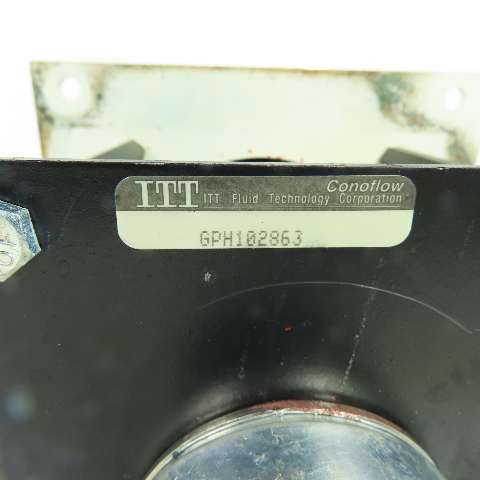 Conoflow
ITT ITT Fluid Technology Corporation
GPH102863